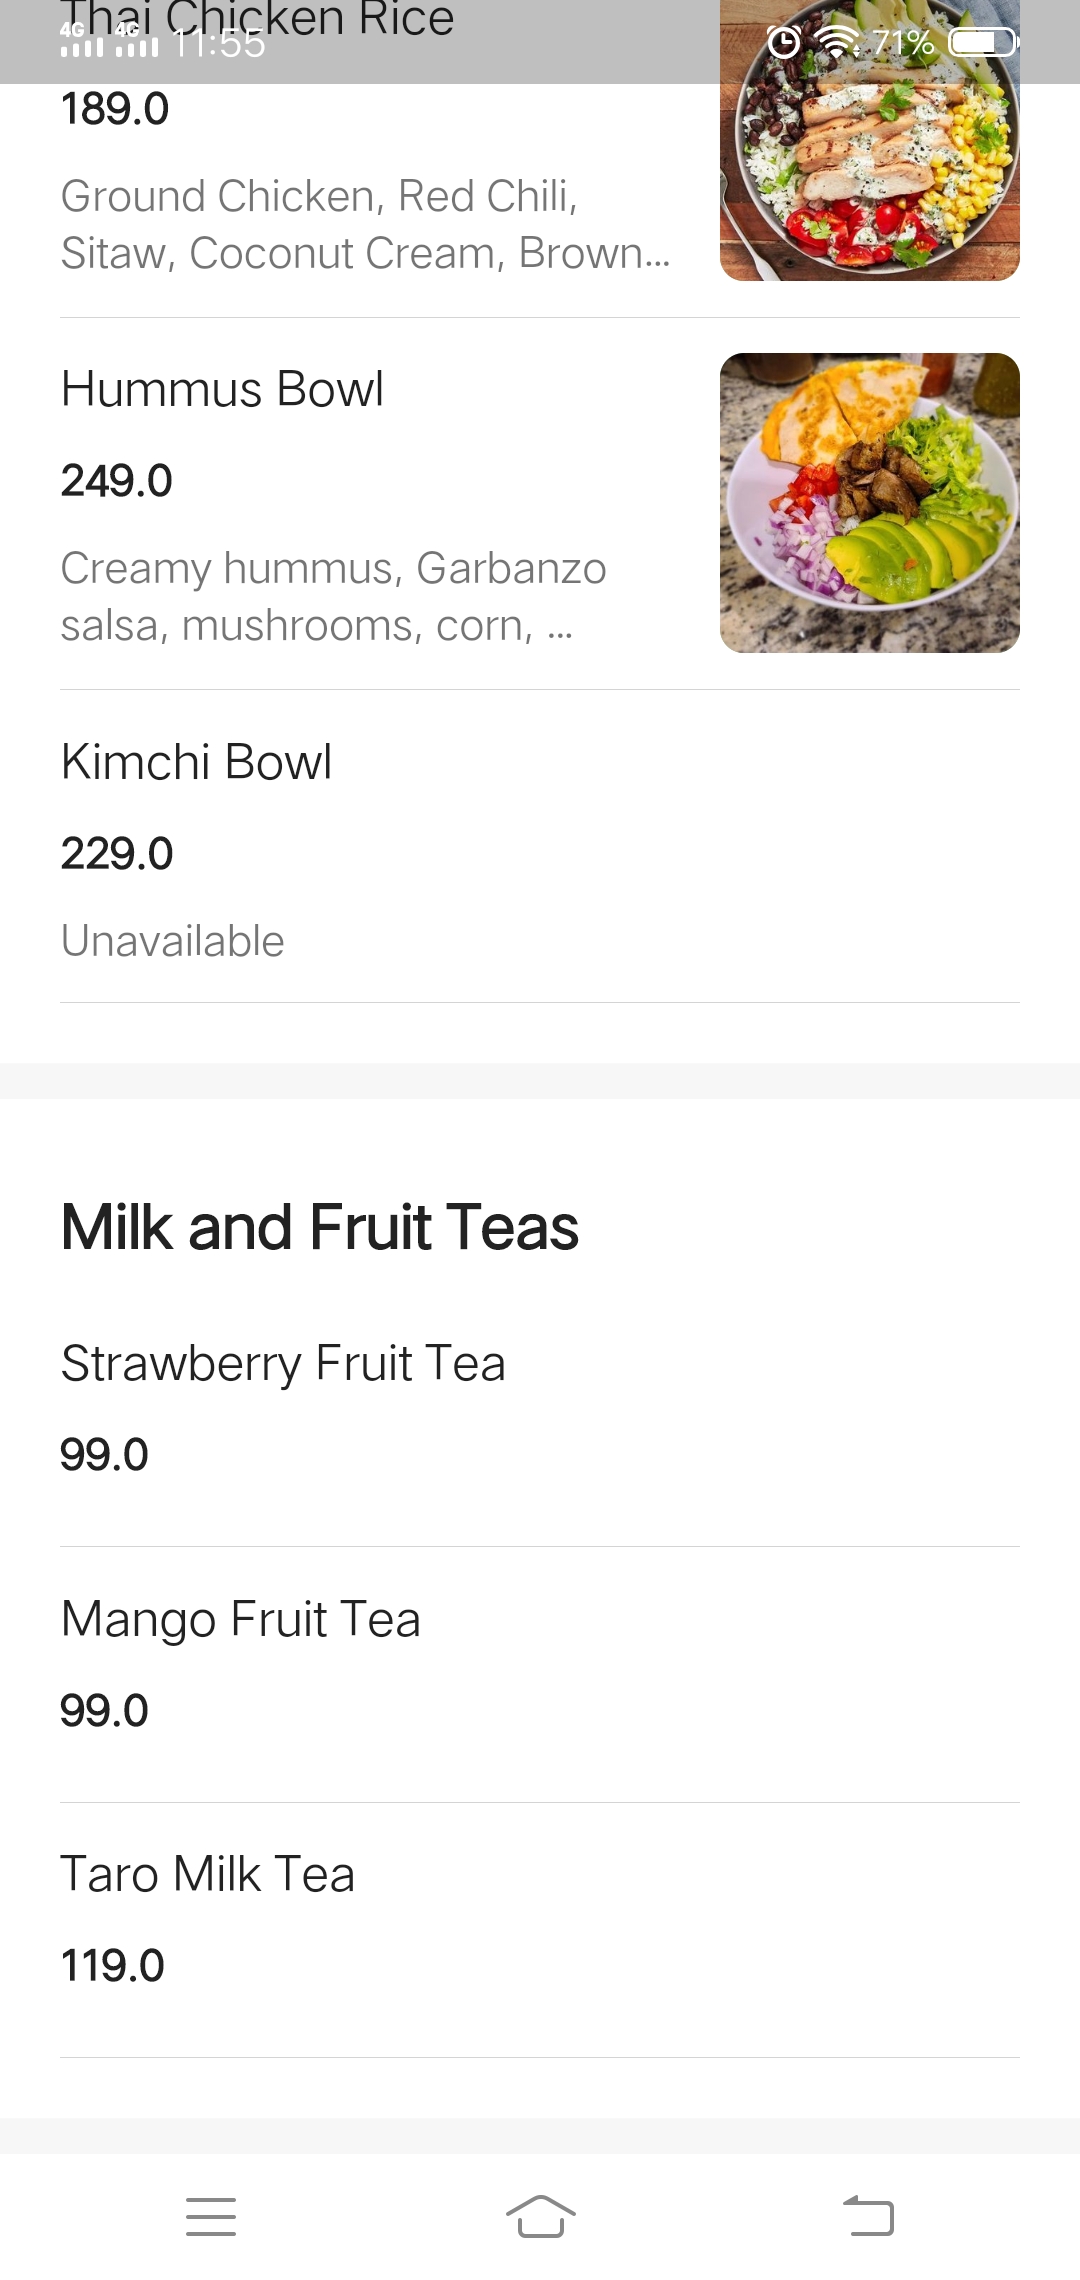 Thai Chicken Rice
4G 4G 11:55 71%
189.0
Ground Chicken, Red Chili,
Sitaw, Coconut Cream, Brown...
Hummus Bowl
249.0
Creamy hummus, Garbanzo
salsa, mushrooms, corn, ...
Kimchi Bowl
229.0
Unavailable
Milk and Fruit Teas
Strawberry Fruit Tea
99.0
Mango Fruit Tea
99.0
Taro Milk Tea
119.0